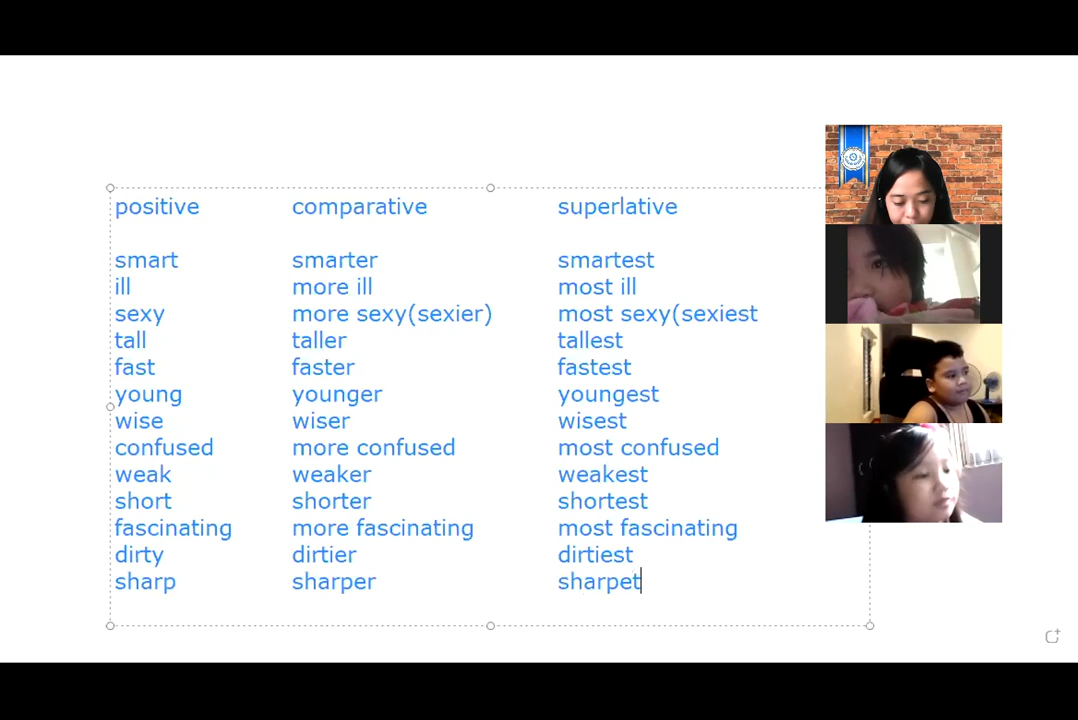 positive comparative superlative
smart smarter smartest
ill more ill most ill
sexy more sexy(sexier) most sexy(sexiest
tall taller tallest
fast faster fastest
young younger youngest
wise wiser wisest
confused more confused most confused
weak weaker weakest
short shorter shortest
fascinating more fascinating most fascinating
dirty dirtier dirtiest
sharp sharper sharpet